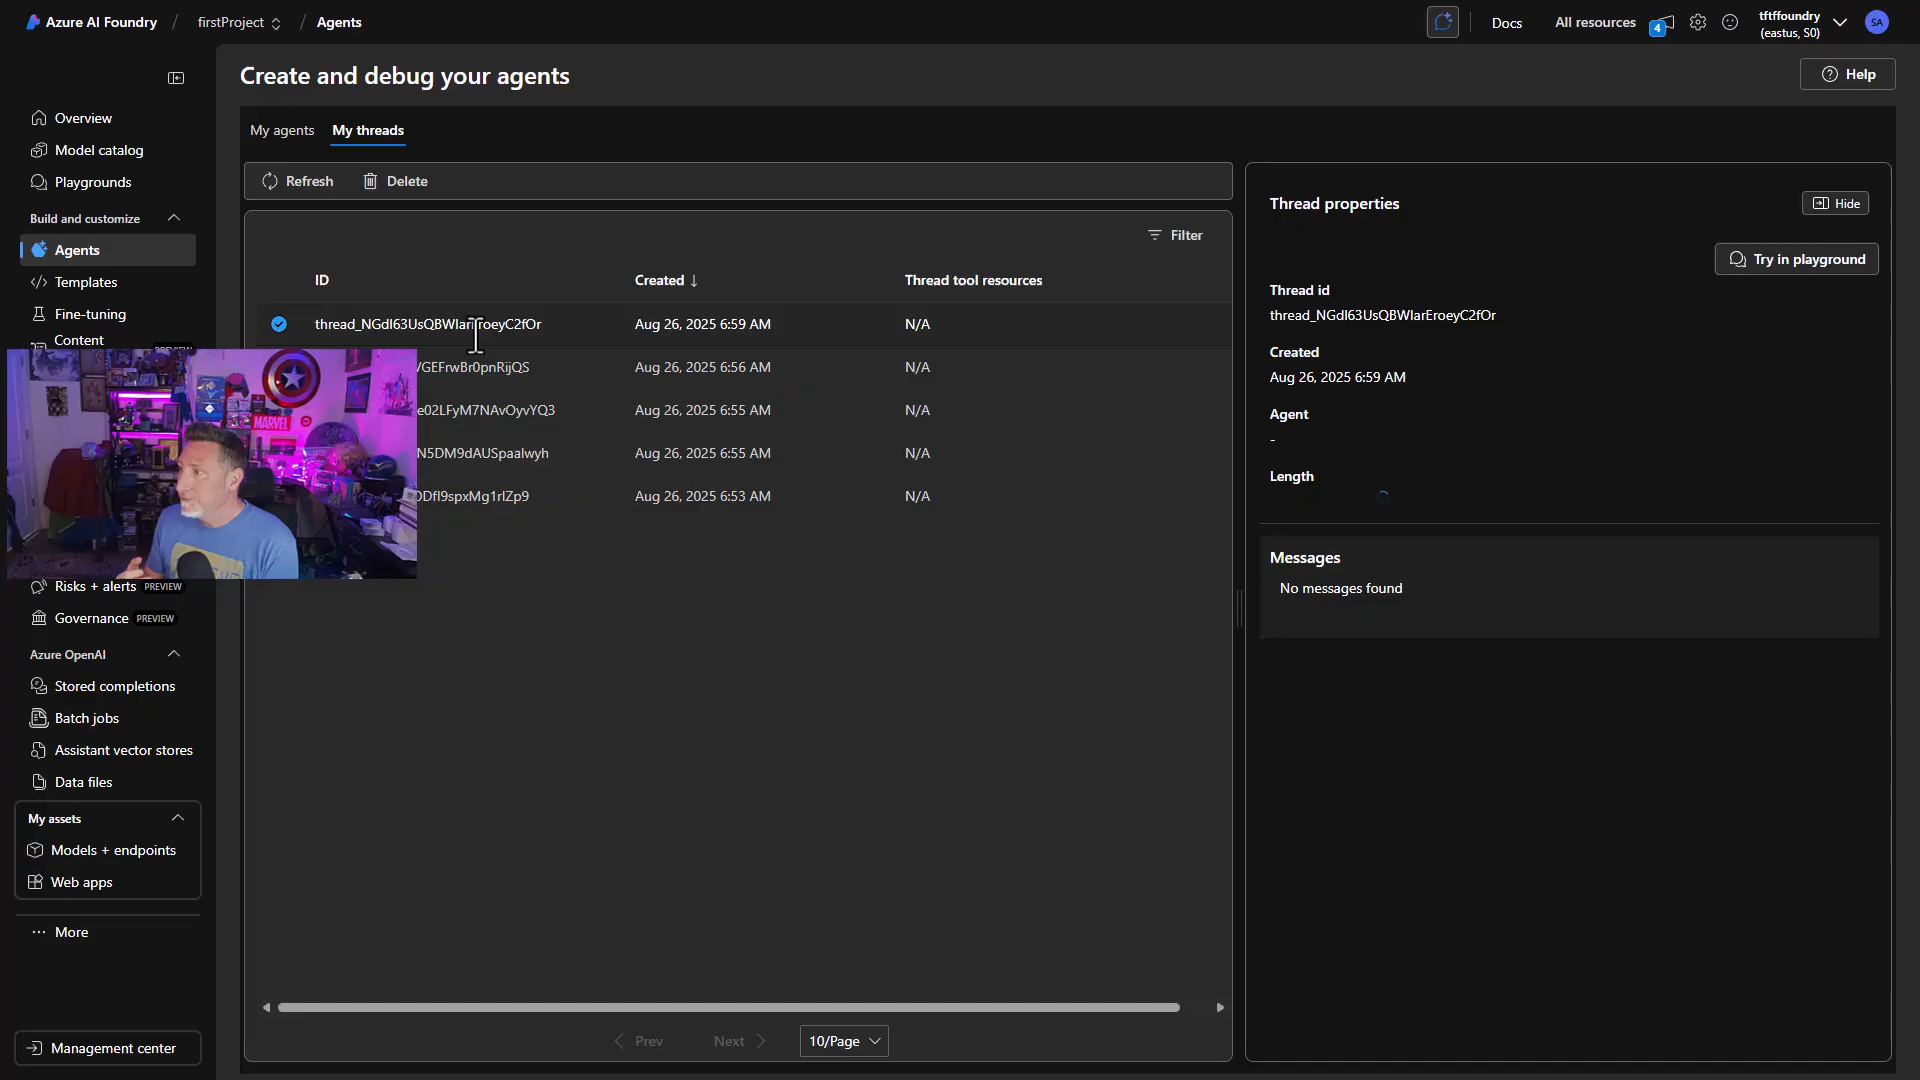 Azure AI Foundry / firstProject / Agents
Docs
All resources
4
tftffoundry
(eastus, S0)
SA
Create and debug your agents
Help
Overview
Model catalog
Playgrounds
Build and customize
Agents
Templates
Fine-tuning
Content
Risks + alerts PREVIEW
Governance PREVIEW
Azure OpenAI
Stored completions
Batch jobs
Assistant vector stores
Data files
My assets
Models + endpoints
Web apps
More
Management center
My agents
My threads
Refresh
Delete
Filter
ID Created Thread tool resources
thread_NGdl63UsQBWIarEroeyC2fOr Aug 26, 2025 6:59 AM N/A
VGEFrwBr0pnRijQS Aug 26, 2025 6:56 AM N/A
e02LFyM7NAvOyvYQ3 Aug 26, 2025 6:55 AM N/A
N5DM9dAUSpaalwyh Aug 26, 2025 6:55 AM N/A
DDfl9spxMg1rlZp9 Aug 26, 2025 6:53 AM N/A
MARVEL
Prev
Next
10/Page
Thread properties
Hide
Try in playground
Thread id
thread_NGdl63UsQBWIarEroeyC2fOr
Created
Aug 26, 2025 6:59 AM
Agent
-
Length
Messages
No messages found